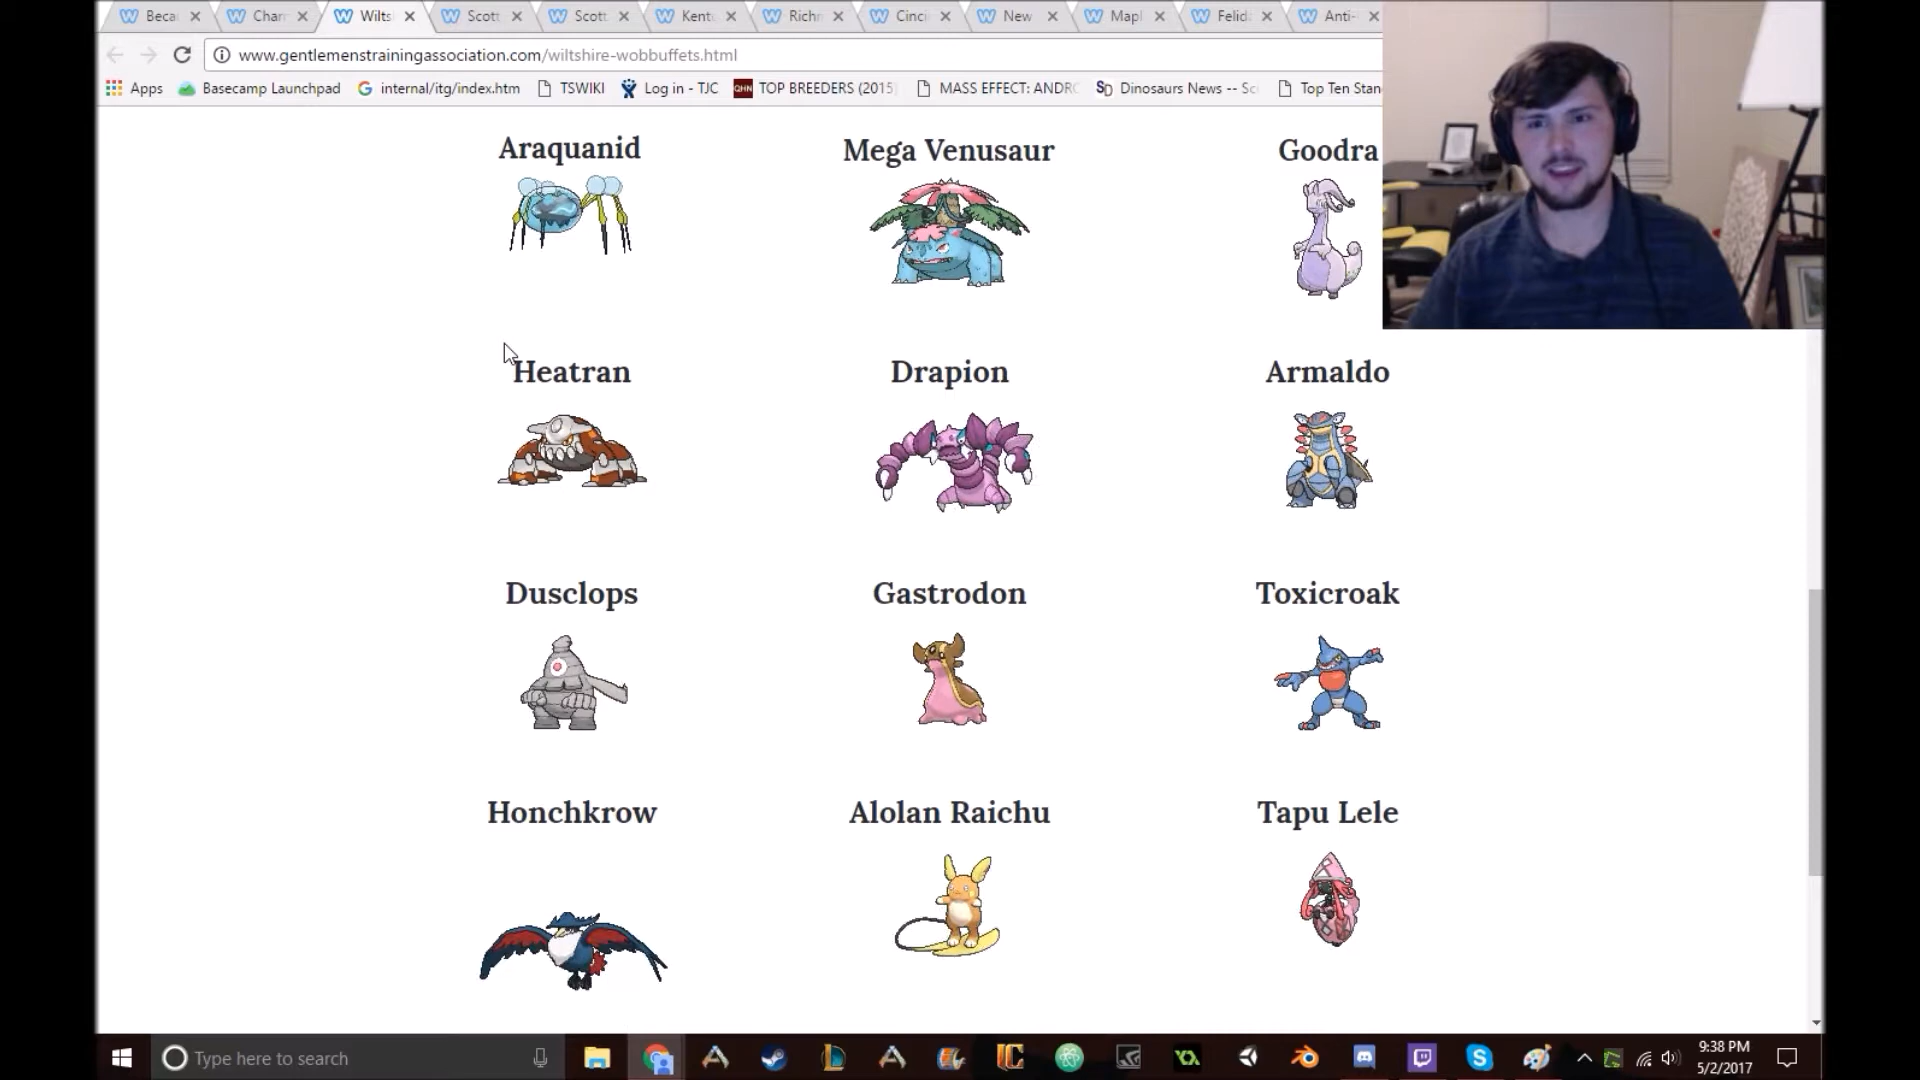 Beca
Charr
Wilts
Scott
Scott
Kent
Richr
Cinci
New
Mapl
Felid
Anti-
www.gentlemenstrainingassociation.com/wiltshire-wobbuffets.html
Apps
Basecamp Launchpad
internal/itg/index.htm
TSWIKI
Log in - TJC
QHN
TOP BREEDERS (2015)
MASS EFFECT: ANDR
SD
Dinosaurs News -- Sc
Top Ten Stan
Araquanid
Mega Venusaur
Goodra
Heatran
Drapion
Armaldo
Dusclops
Gastrodon
Toxicroak
Honchkrow
Alolan Raichu
Tapu Lele
Type here to search
9:38 PM
5/2/2017